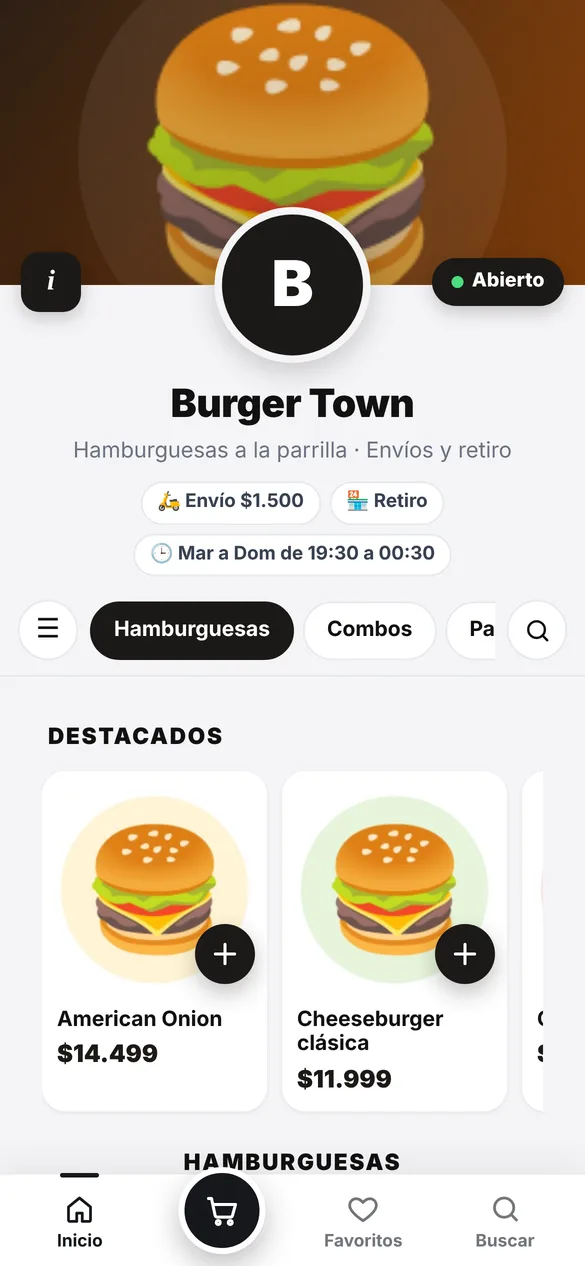 B
i
Abierto
Burger Town
Hamburguesas a la parrilla · Envíos y retiro
Envío $1.500
Retiro
Mar a Dom de 19:30 a 00:30
Hamburguesas
Combos
Pa
DESTACADOS
American Onion
$14.499
Cheeseburger
clásica
$11.999
HAMBURGUESAS
Inicio
Favoritos
Buscar